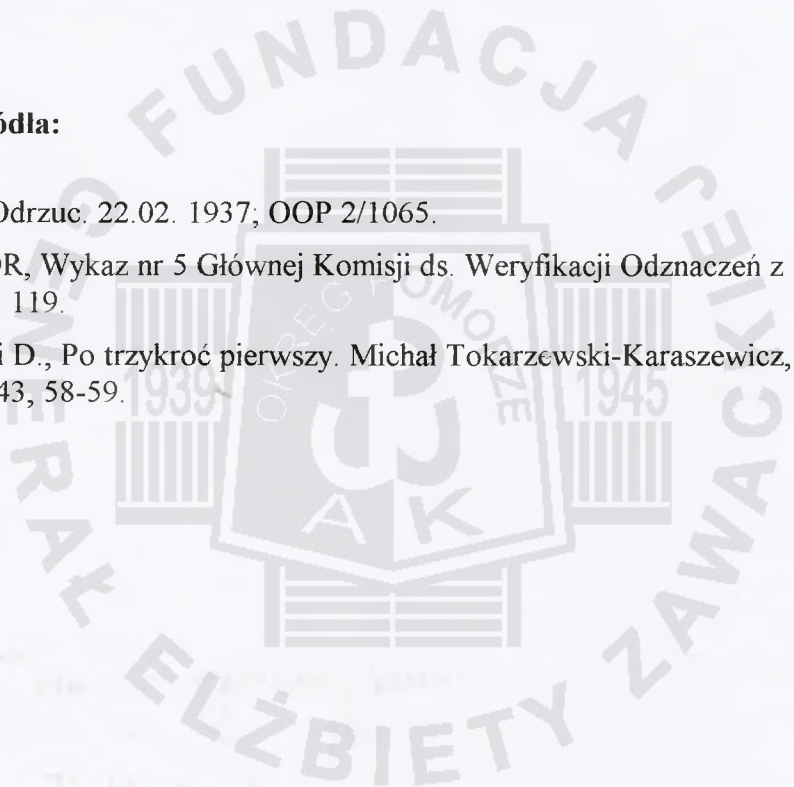 ódła:
Odrzuc. 22.02. 1937; OOP 2/1065.
OR, Wykaz nr 5 Głównej Komisji ds. Weryfikacji Odznaczeń z
119.
i D., Po trzykroć pierwszy. Michał Tokarzewski-Karaszewicz,
43, 58-59.
FUNDACJA
GENERAŁ ELŻBIETY ZAWACKIEJ
OKRĘG POMORZE
1939
1945
A K